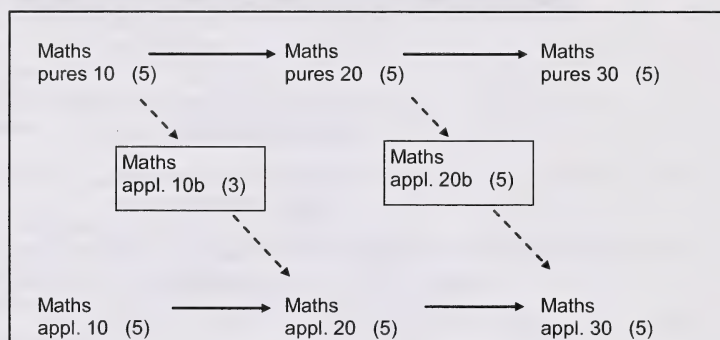 Maths Maths Maths
pures 10 (5) pures 20 (5) pures 30 (5)
Maths Maths
appl. 10b (3) appl. 20b (5)
Maths Maths Maths
appl. 10 (5) appl. 20 (5) appl. 30 (5)